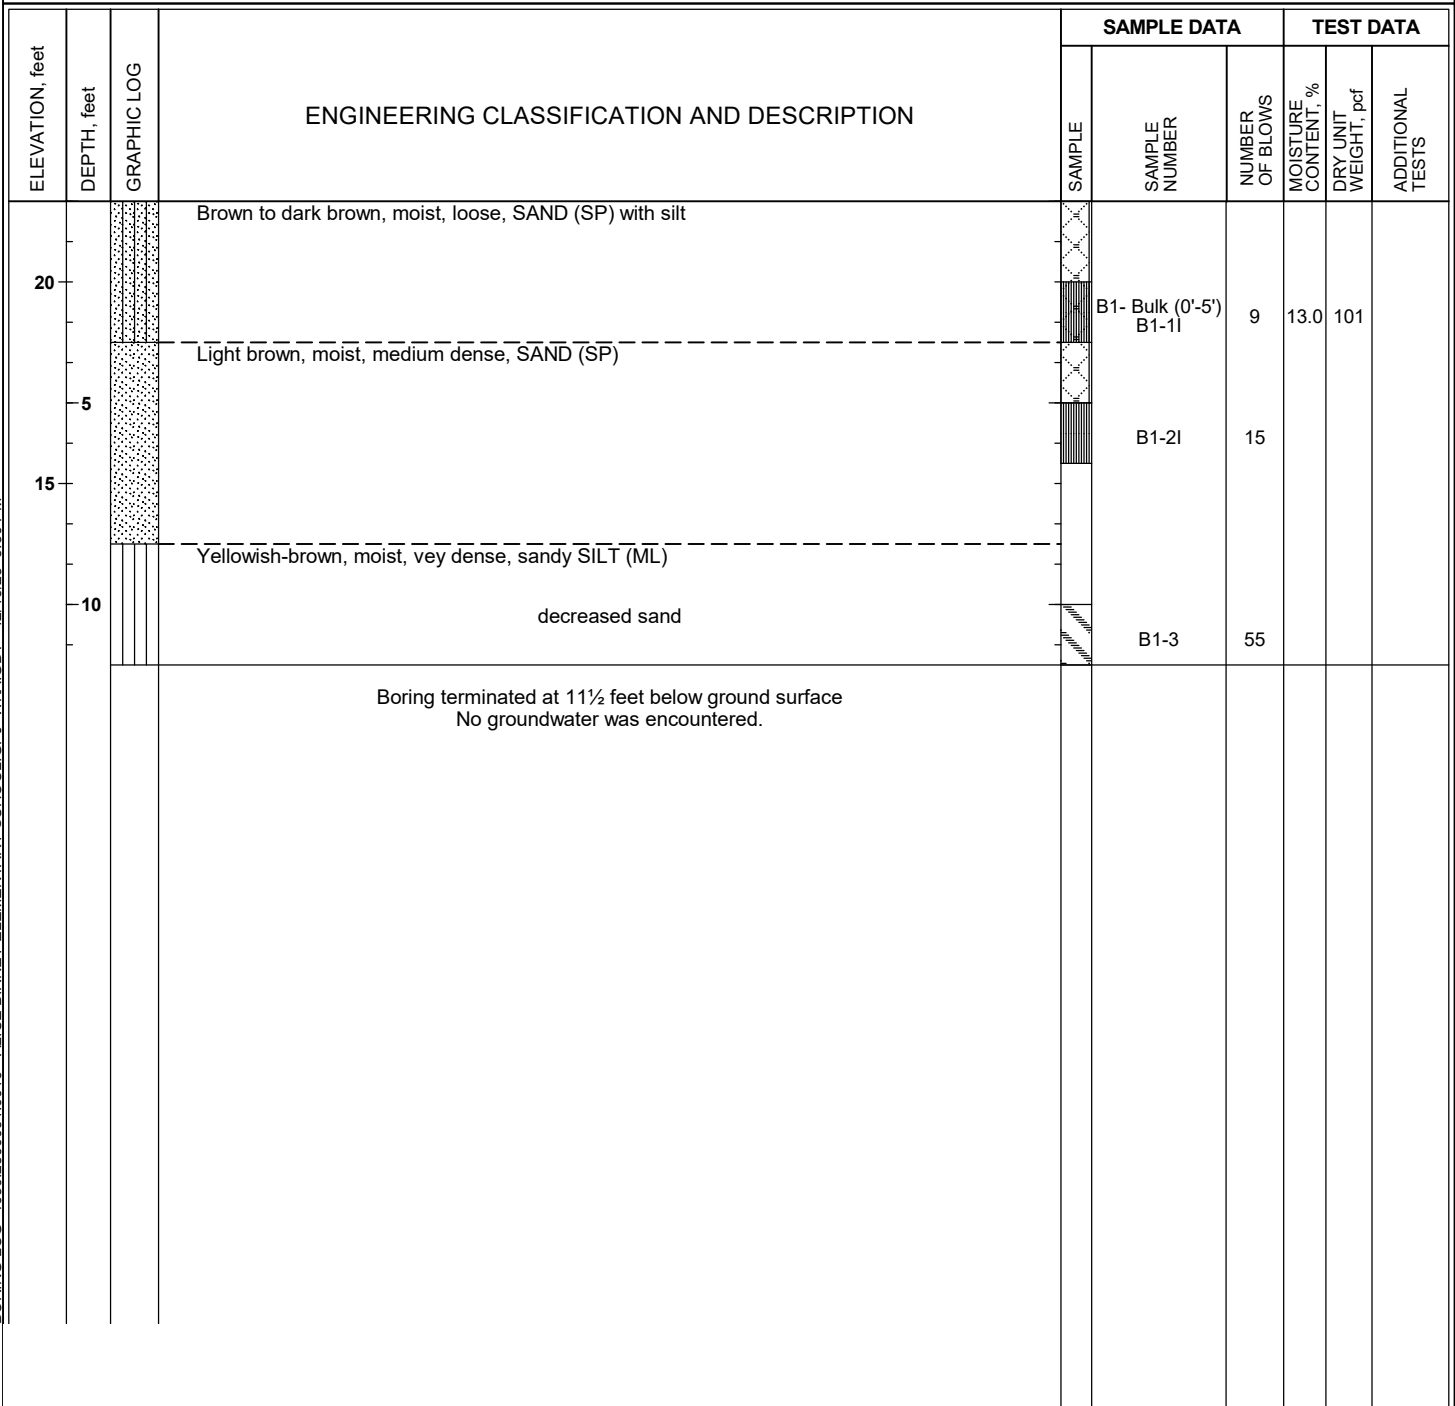 SAMPLE DATA
TEST DATA
ELEVATION, feet
DEPTH, feet
GRAPHIC LOG
ENGINEERING CLASSIFICATION AND DESCRIPTION
SAMPLE
SAMPLE
NUMBER
NUMBER
OF BLOWS
MOISTURE
CONTENT, %
DRY UNIT
WEIGHT, pcf
ADDITIONAL
TESTS
Brown to dark brown, moist, loose, SAND (SP) with silt
20
B1- Bulk (0'-5')
B1-1I
9
13.0
101
Light brown, moist, medium dense, SAND (SP)
5
B1-2I
15
15
Yellowish-brown, moist, vey dense, sandy SILT (ML)
10
decreased sand
B1-3
55
Boring terminated at 11½ feet below ground surface
No groundwater was encountered.